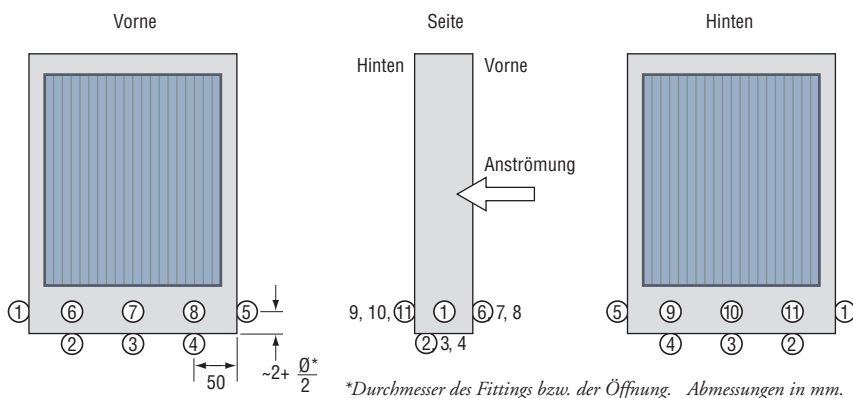 Vorne Seite Hinten
Hinten Vorne
Anströmung
1 6 7 8 5 9, 10, 11 1 6 7, 8 5 9 10 11 1
2 3 4 2 3, 4 4 3 2
50 ~2+ Ø*/2
*Durchmesser des Fittings bzw. der Öffnung. Abmessungen in mm.